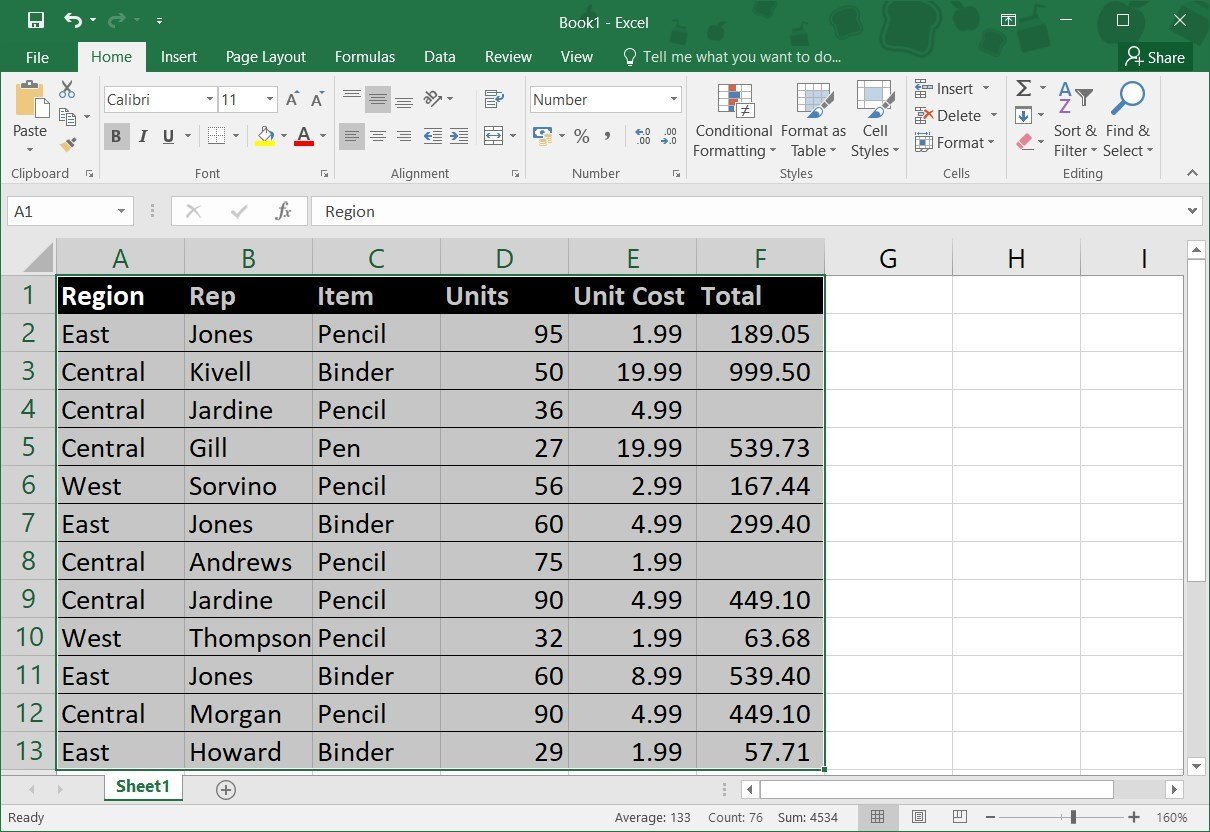 Book1 - Excel
File Home Insert Page Layout Formulas Data Review View Tell me what you want to do... Share
Calibri 11 A A Number Insert Σ A Z
Paste B I U A % , .0 .00 .00 .0 Conditional Formatting Format as Table Cell Styles Delete Sort & Filter Find & Select
Format
Clipboard Font Alignment Number Styles Cells Editing
A1 fx Region
A B C D E F G H I
1 Region Rep Item Units Unit Cost Total
2 East Jones Pencil 95 1.99 189.05
3 Central Kivell Binder 50 19.99 999.50
4 Central Jardine Pencil 36 4.99
5 Central Gill Pen 27 19.99 539.73
6 West Sorvino Pencil 56 2.99 167.44
7 East Jones Binder 60 4.99 299.40
8 Central Andrews Pencil 75 1.99
9 Central Jardine Pencil 90 4.99 449.10
10 West Thompson Pencil 32 1.99 63.68
11 East Jones Binder 60 8.99 539.40
12 Central Morgan Pencil 90 4.99 449.10
13 East Howard Binder 29 1.99 57.71
Sheet1
Ready Average: 133 Count: 76 Sum: 4534 160%